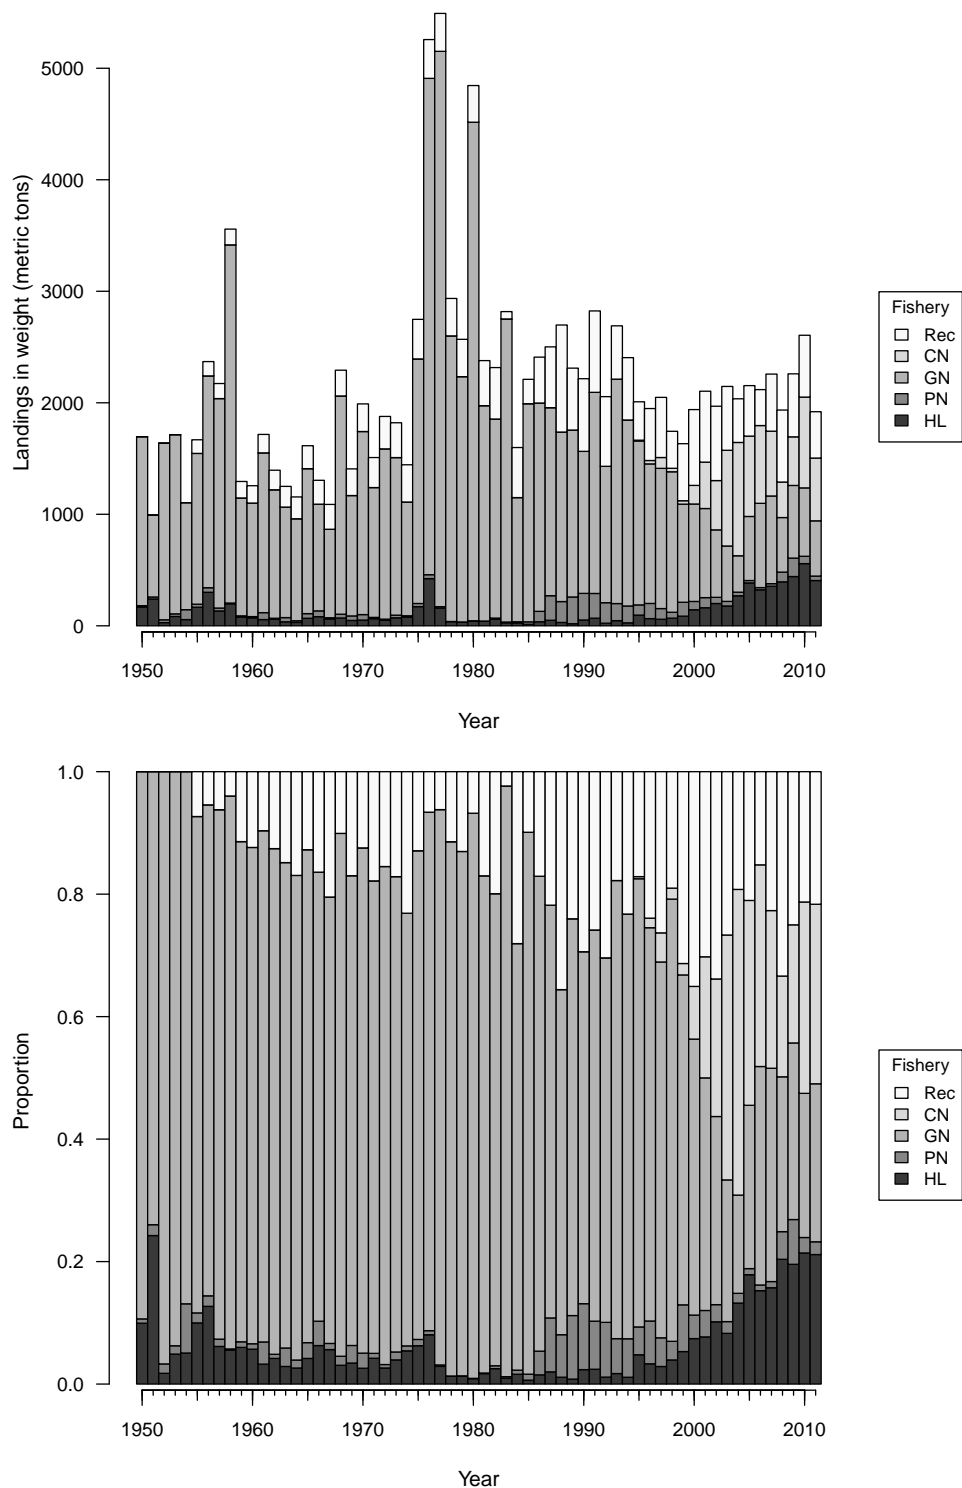 Landings in weight (metric tons)
5000
4000
3000
2000
1000
0
1950 1960 1970 1980 1990 2000 2010
Year
Fishery
Rec
CN
GN
PN
HL
Proportion
1.0
0.8
0.6
0.4
0.2
0.0
1950 1960 1970 1980 1990 2000 2010
Year
Fishery
Rec
CN
GN
PN
HL